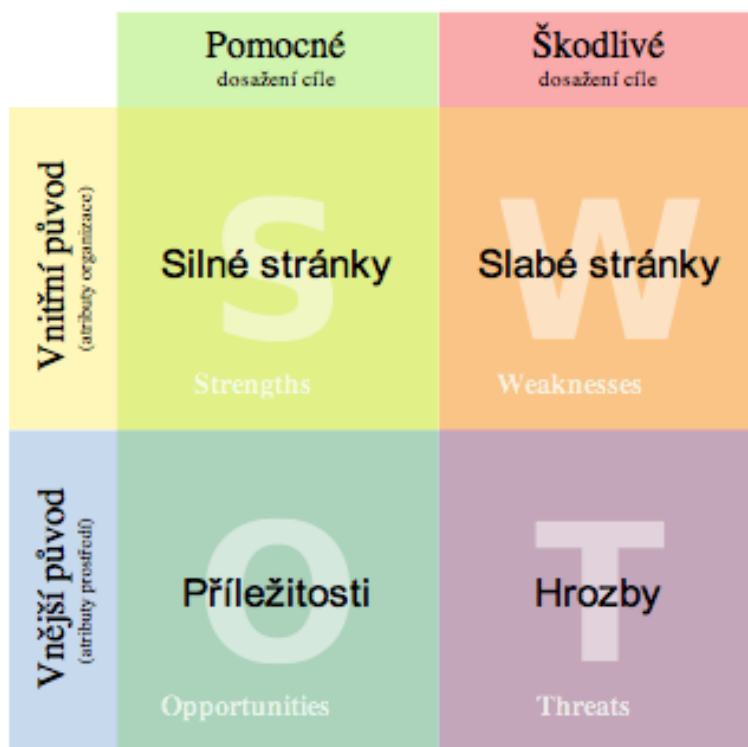 Pomocné
dosažení cíle
Škodlivé
dosažení cíle
Vnitřní původ
(atributy organizace)
S
Silné stránky
Strengths
W
Slabé stránky
Weaknesses
Vnější původ
(atributy prostředí)
O
Příležitosti
Opportunities
T
Hrozby
Threats